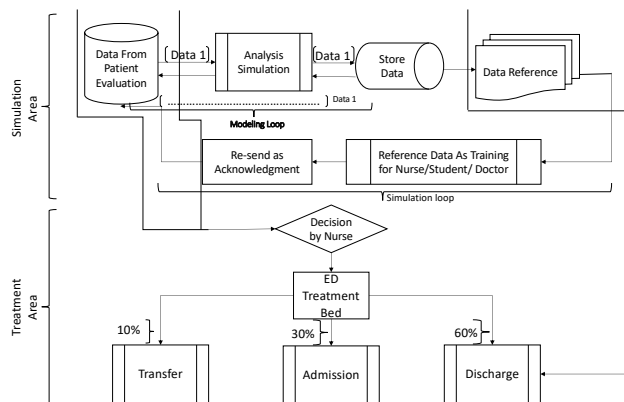 Simulation
Area
Data From
Patient
Evaluation
Data 1
Analysis
Simulation
Data 1
Store
Data
Data Reference
Data 1
Modeling Loop
Re-send as
Acknowledgment
Reference Data As Training
for Nurse/Student/ Doctor
Simulation loop
Treatment
Area
Decision
by Nurse
ED
Treatment
Bed
10%
30%
60%
Transfer
Admission
Discharge